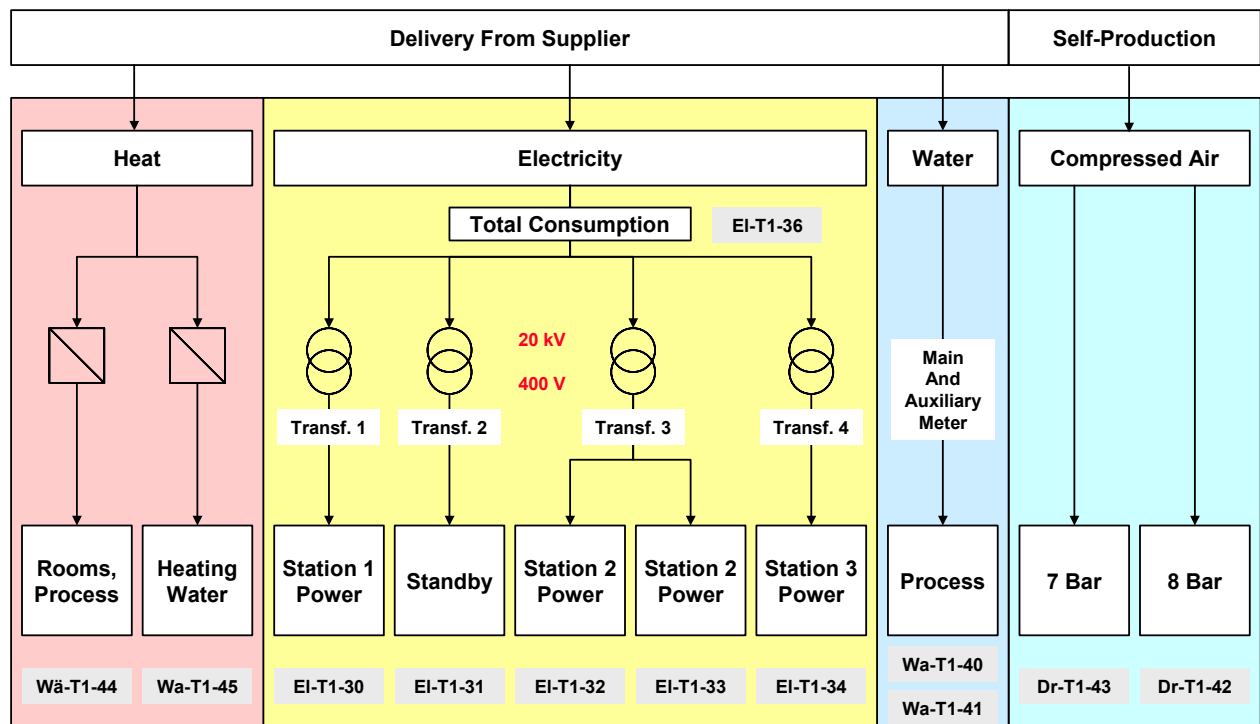 Delivery From Supplier
Self-Production
Heat
Electricity
Water
Compressed Air
Total Consumption
El-T1-36
20 kV
400 V
Main
And
Auxiliary
Meter
Transf. 1
Transf. 2
Transf. 3
Transf. 4
Rooms,
Process
Heating
Water
Station 1
Power
Standby
Station 2
Power
Station 2
Power
Station 3
Power
Process
7 Bar
8 Bar
Wä-T1-44
Wa-T1-45
El-T1-30
El-T1-31
El-T1-32
El-T1-33
El-T1-34
Wa-T1-40
Wa-T1-41
Dr-T1-43
Dr-T1-42